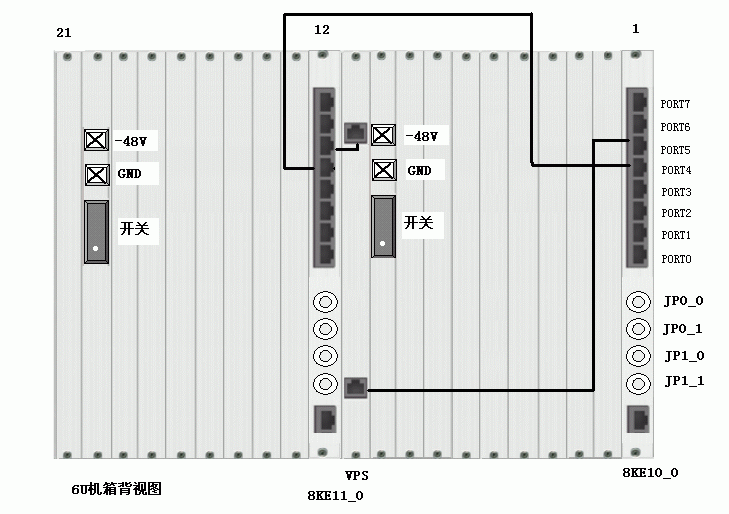 21
12
1
PORT7
PORT6
-48V
-48V
PORT5
GND
GND
PORT4
PORT3
PORT2
开关
开关
PORT1
PORT0
JP0_0
JP0_1
JP1_0
JP1_1
VPS
8KE10_0
6U机箱背视图
8KE11_0